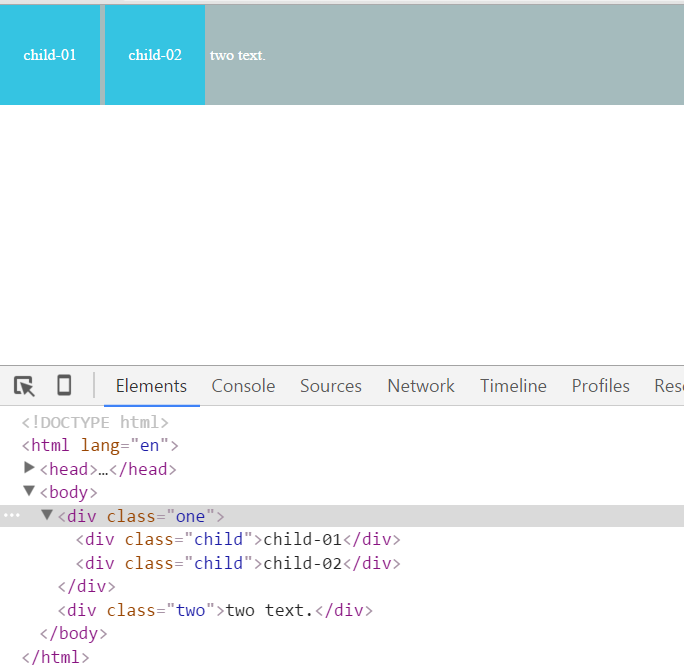 child-01 child-02 two text.
Elements Console Sources Network Timeline Profiles Res
<!DOCTYPE html>
<html lang="en">
<head>…</head>
<body>
<div class="one">
<div class="child">child-01</div>
<div class="child">child-02</div>
</div>
<div class="two">two text.</div>
</body>
</html>